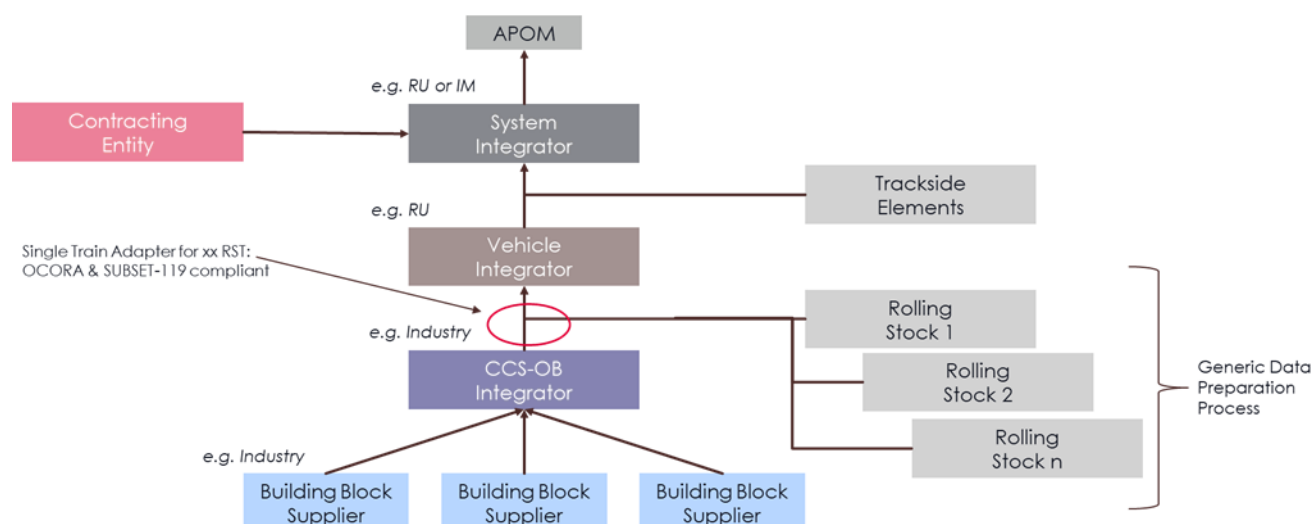 APOM
e.g. RU or IM
Contracting
Entity
System
Integrator
Trackside
Elements
e.g. RU
Vehicle
Integrator
Single Train Adapter for xx RST:
OCORA & SUBSET-119 compliant
Rolling
Stock 1
e.g. Industry
CCS-OB
Integrator
Rolling
Stock 2
Generic Data
Preparation
Process
Rolling
Stock n
e.g. Industry
Building Block
Supplier
Building Block
Supplier
Building Block
Supplier